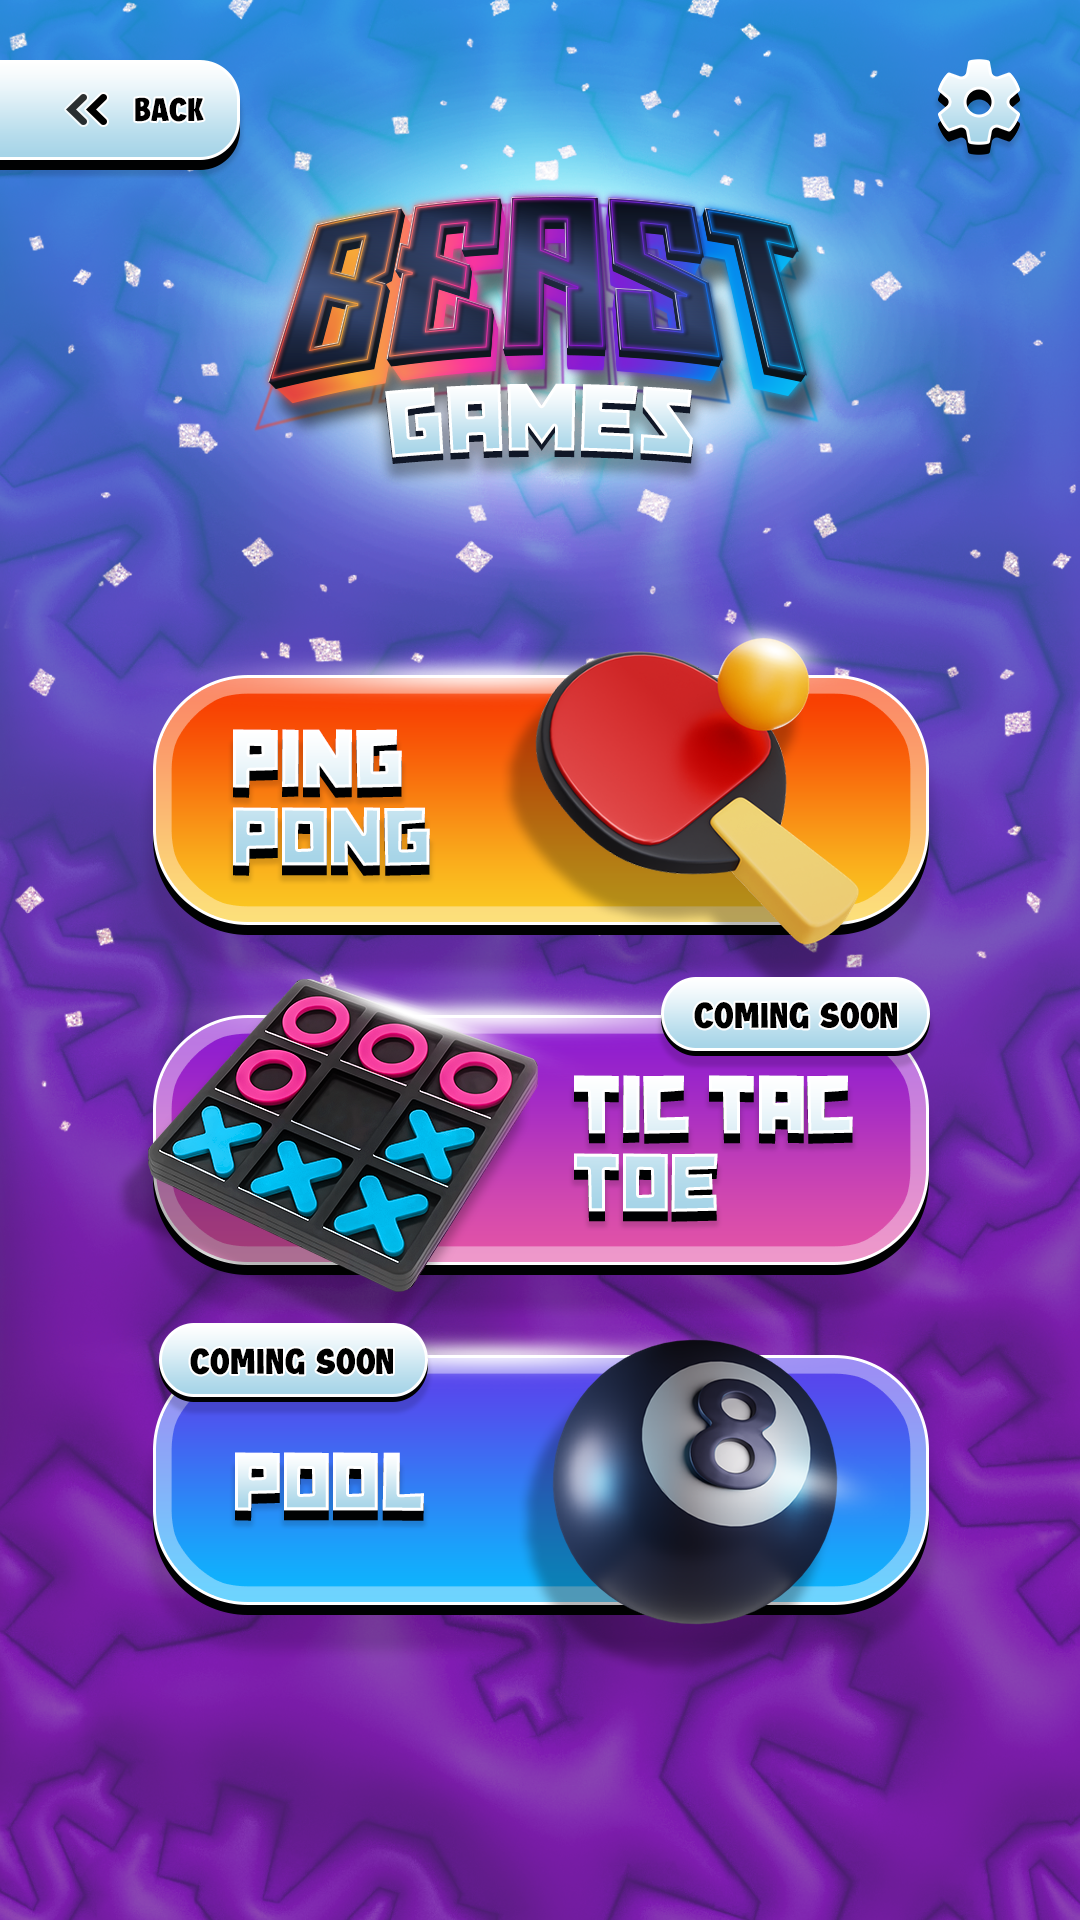 BACK
BEAST
GAMES
PING
PONG
COMING SOON
TIC TAC
TOE
COMING SOON
POOL
8